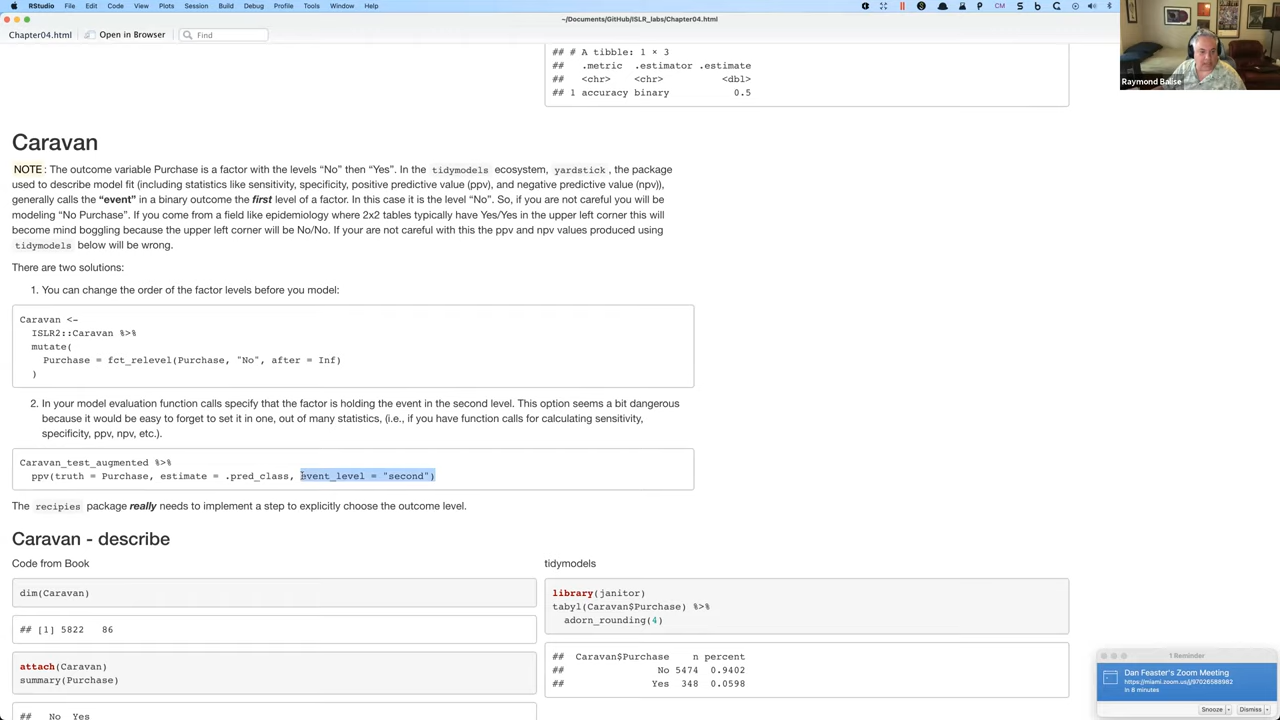 RStudio File Edit Code View Plots Session Build Debug Profile Tools Window Help
~/Documents/GitHub/ISLR_labs/Chapter04.html
Chapter04.html Open in Browser Find
Raymond Balise
## # A tibble: 1 × 3
## .metric .estimator .estimate
## <chr> <chr> <dbl>
## 1 accuracy binary 0.5
Caravan
NOTE: The outcome variable Purchase is a factor with the levels “No” then “Yes”. In the tidymodels ecosystem, yardstick, the package
used to describe model fit (including statistics like sensitivity, specificity, positive predictive value (ppv), and negative predictive value (npv)),
generally calls the “event” in a binary outcome the first level of a factor. In this case it is the level “No”. So, if you are not careful you will be
modeling “No Purchase”. If you come from a field like epidemiology where 2x2 tables typically have Yes/Yes in the upper left corner this will
become mind boggling because the upper left corner will be No/No. If your are not careful with this the ppv and npv values produced using
tidymodels below will be wrong.
There are two solutions:
1. You can change the order of the factor levels before you model:
Caravan <-
ISLR2::Caravan %>%
mutate(
Purchase = fct_relevel(Purchase, "No", after = Inf)
)
2. In your model evaluation function calls specify that the factor is holding the event in the second level. This option seems a bit dangerous
because it would be easy to forget to set it in one, out of many statistics, (i.e., if you have function calls for calculating sensitivity,
specificity, ppv, npv, etc.).
Caravan_test_augmented %>%
ppv(truth = Purchase, estimate = .pred_class, event_level = "second")
The recipies package really needs to implement a step to explicitly choose the outcome level.
Caravan - describe
Code from Book
dim(Caravan)
## [1] 5822 86
attach(Caravan)
summary(Purchase)
## No Yes
tidymodels
library(janitor)
tabyl(Caravan$Purchase) %>%
adorn_rounding(4)
## Caravan$Purchase n percent
## No 5474 0.9402
## Yes 348 0.0598
1 Reminder
Dan Feaster's Zoom Meeting
https://miami.zoom.us/j/97026588982
in 8 minutes
Snooze Dismiss